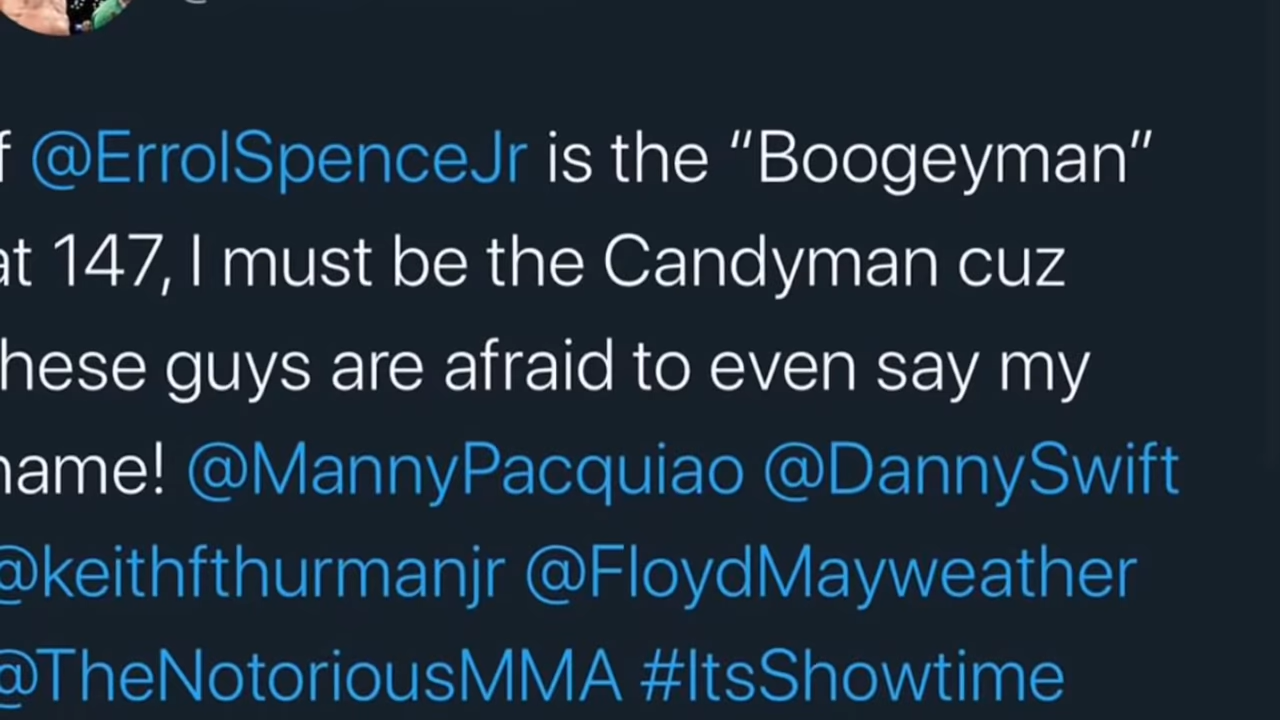 f @ErrolSpenceJr is the “Boogeyman”
at 147, I must be the Candyman cuz
hese guys are afraid to even say my
name! @MannyPacquiao @DannySwift
@keithfthurmanjr @FloydMayweather
@TheNotoriousMMA #ItsShowtime